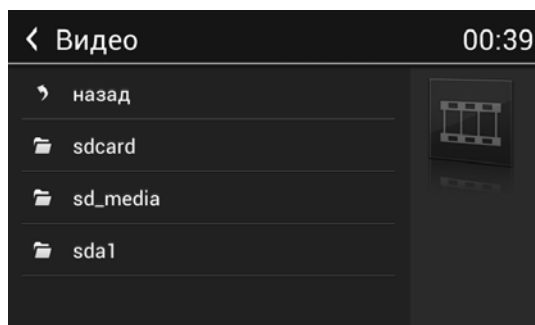 Видео 00:39
назад
sdcard
sd_media
sda1